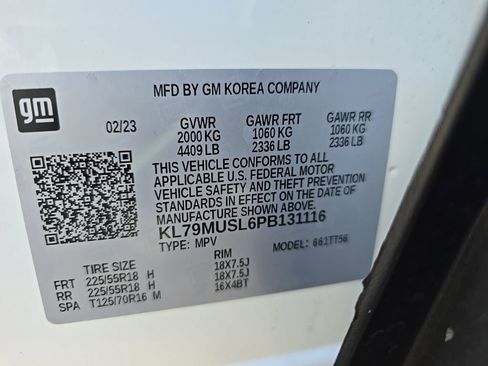 gm
MFD BY GM KOREA COMPANY
02/23 GVWR GAWR FRT GAWR RR
2000 KG 1060 KG 1060 KG
4409 LB 2336 LB 2336 LB
THIS VEHICLE CONFORMS TO ALL
APPLICABLE U.S. FEDERAL MOTOR
VEHICLE SAFETY AND THEFT PREVENTION
STANDARDS IN EFFECT ON THE DATE OF
MANUFACTURE SHOWN ABOVE.
KL79MUSL6PB131116
TYPE: MPV MODEL: 661TT56
TIRE SIZE RIM
FRT 225/55R18 H 18X7.5J
RR 225/55R18 H 18X7.5J
SPA T125/70R16 M 16X4BT